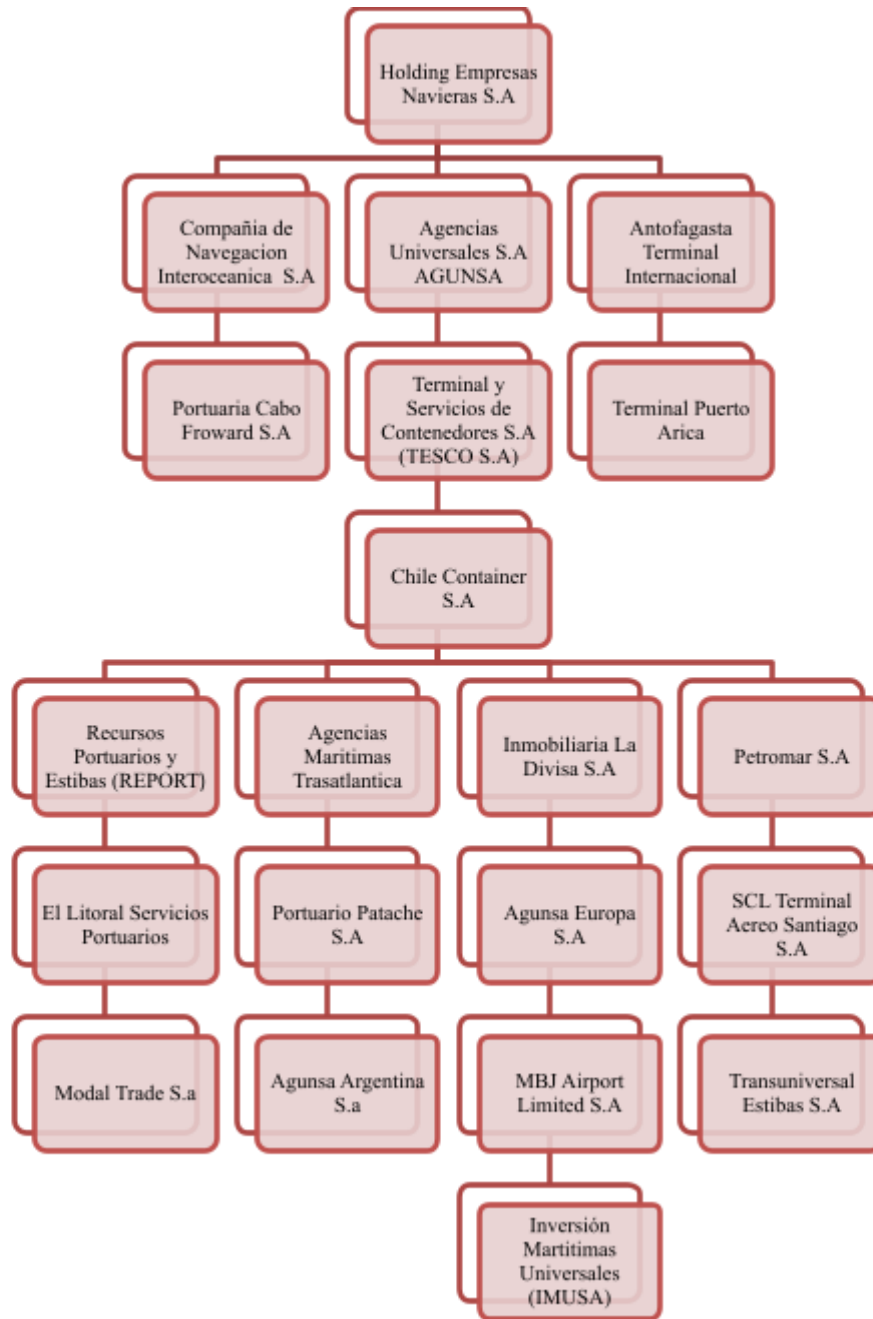 Holding Empresas
Navieras S.A
Compañia de
Navegacion
Interoceanica  S.A
Agencias
Universales S.A
AGUNSA
Antofagasta
Terminal
Internacional
Portuaria Cabo
Froward S.A
Terminal y
Servicios de
Contenedores S.A
(TESCO S.A)
Terminal Puerto
Arica
Chile Container
S.A
Recursos
Portuarios y
Estibas (REPORT)
Agencias
Maritimas
Trasatlantica
Inmobiliaria La
Divisa S.A
Petromar S.A
El Litoral Servicios
Portuarios
Portuario Patache
S.A
Agunsa Europa
S.A
SCL Terminal
Aereo Santiago
S.A
Modal Trade S.a
Agunsa Argentina
S.a
MBJ Airport
Limited S.A
Transuniversal
Estibas S.A
Inversión
Martitimas
Universales
(IMUSA)